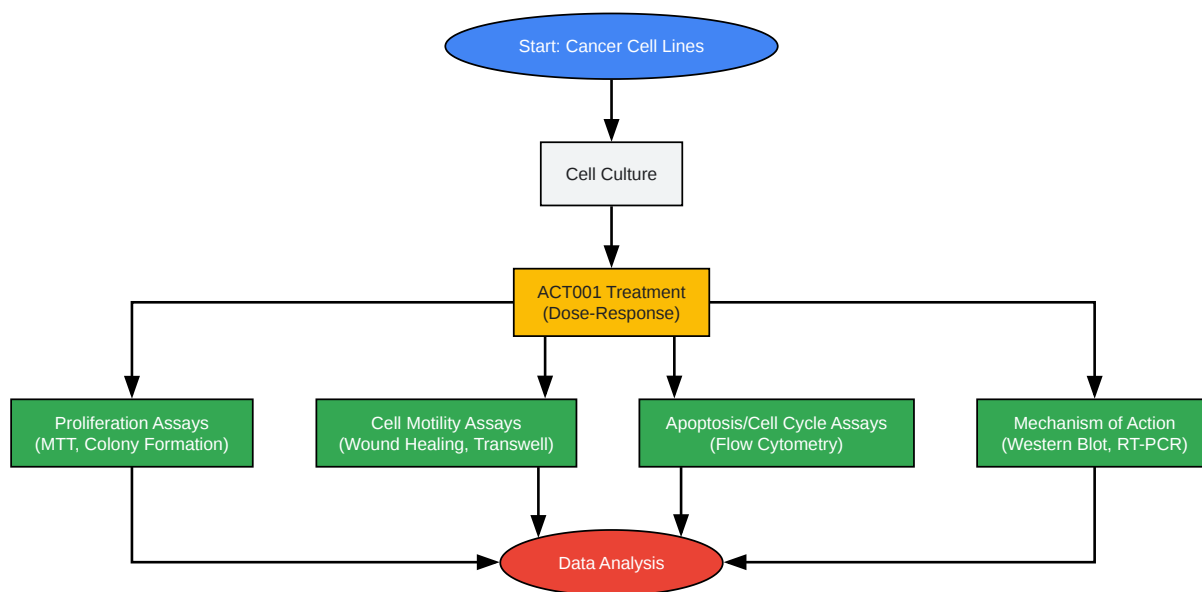 Start: Cancer Cell Lines
Cell Culture
ACT001 Treatment
(Dose-Response)
Proliferation Assays
(MTT, Colony Formation)
Cell Motility Assays
(Wound Healing, Transwell)
Apoptosis/Cell Cycle Assays
(Flow Cytometry)
Mechanism of Action
(Western Blot, RT-PCR)
Data Analysis